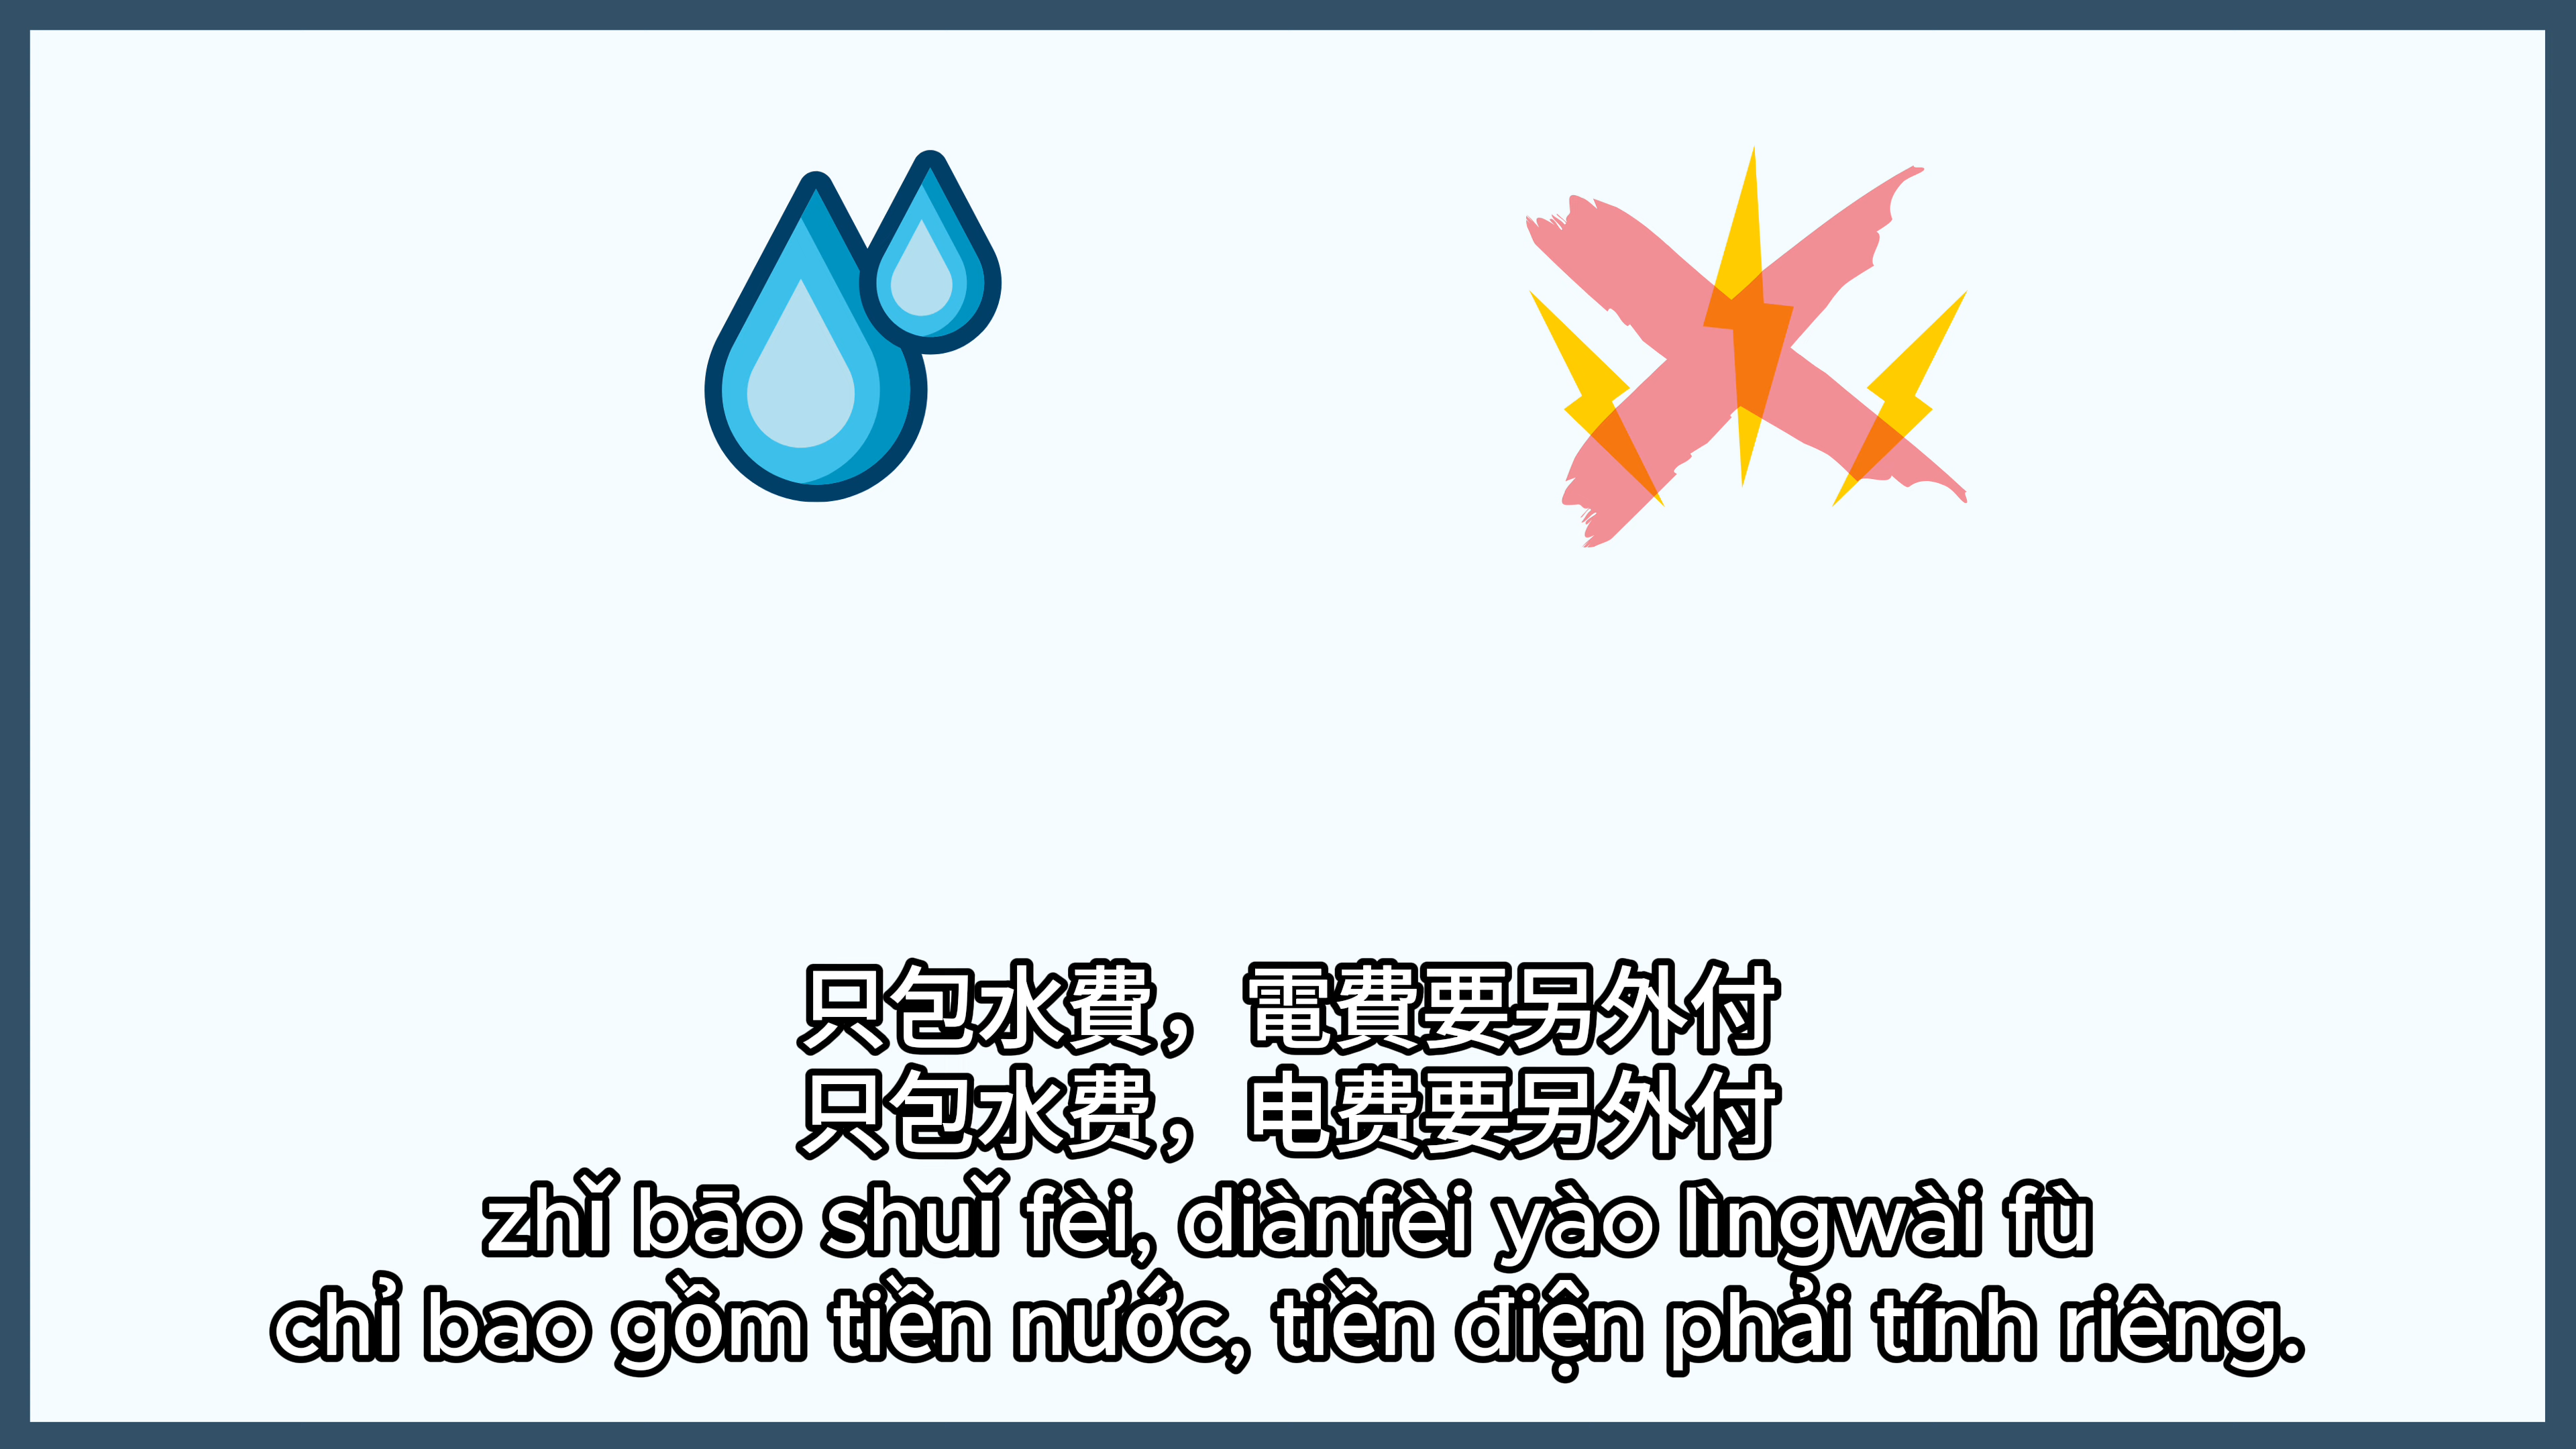 只包水費，電費要另外付
只包水费，电费要另外付
zhǐ bāo shuǐ fèi, diànfèi yào lìngwài fù
chỉ bao gồm tiền nước, tiền điện phải tính riêng.